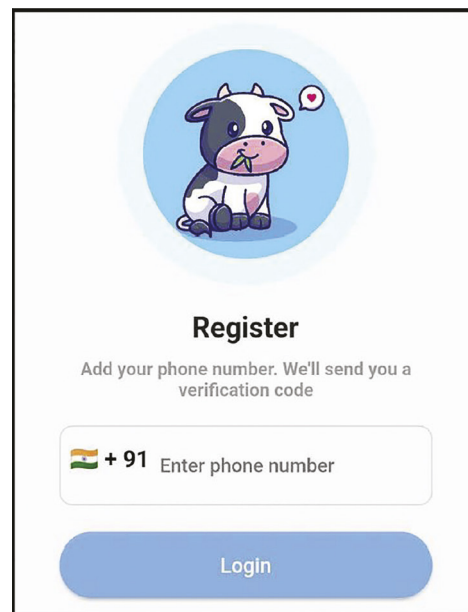 Register
Add your phone number. We'll send you a
verification code
🇮🇳 + 91 Enter phone number
Login